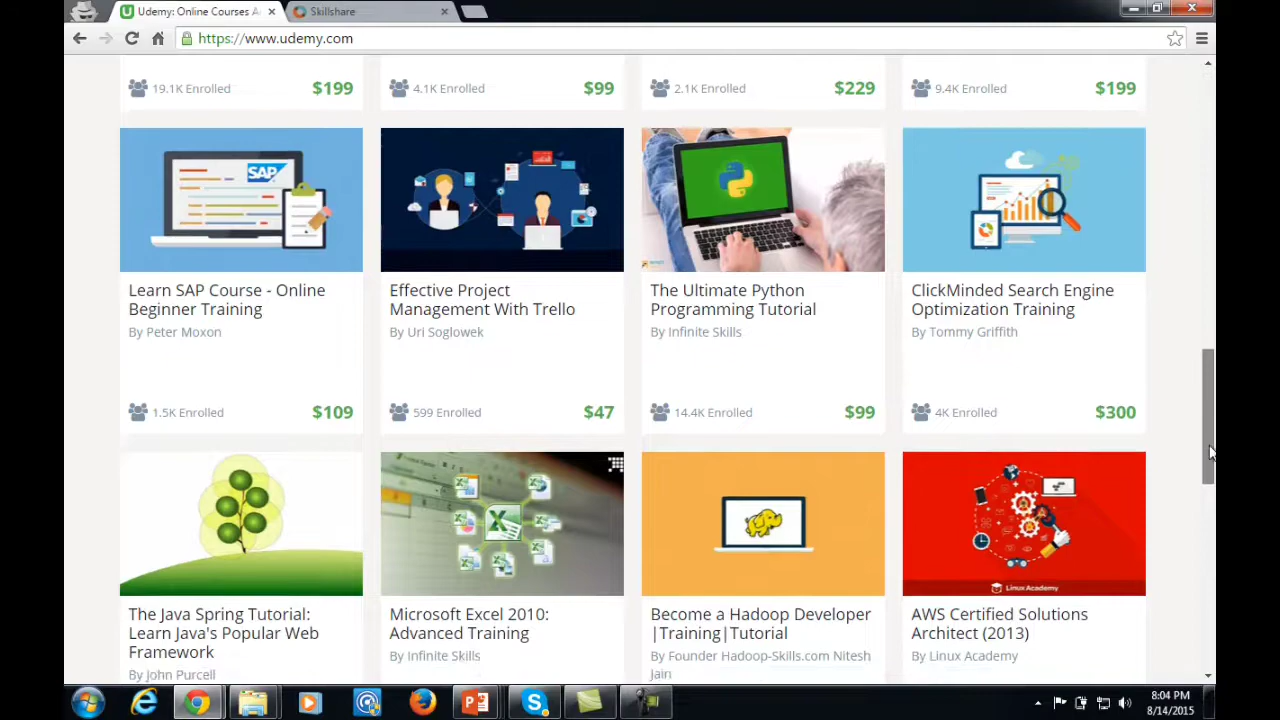 Udemy: Online Courses A
Skillshare
https://www.udemy.com
19.1K Enrolled $199
4.1K Enrolled $99
2.1K Enrolled $229
9.4K Enrolled $199
SAP
Learn SAP Course - Online
Beginner Training
By Peter Moxon
1.5K Enrolled $109
Effective Project
Management With Trello
By Uri Soglowek
599 Enrolled $47
The Ultimate Python
Programming Tutorial
By Infinite Skills
14.4K Enrolled $99
ClickMinded Search Engine
Optimization Training
By Tommy Griffith
4K Enrolled $300
The Java Spring Tutorial:
Learn Java's Popular Web
Framework
By John Purcell
Microsoft Excel 2010:
Advanced Training
By Infinite Skills
Become a Hadoop Developer
|Training|Tutorial
By Founder Hadoop-Skills.com Nitesh
Jain
Linux Academy
AWS Certified Solutions
Architect (2013)
By Linux Academy
8:04 PM
8/14/2015